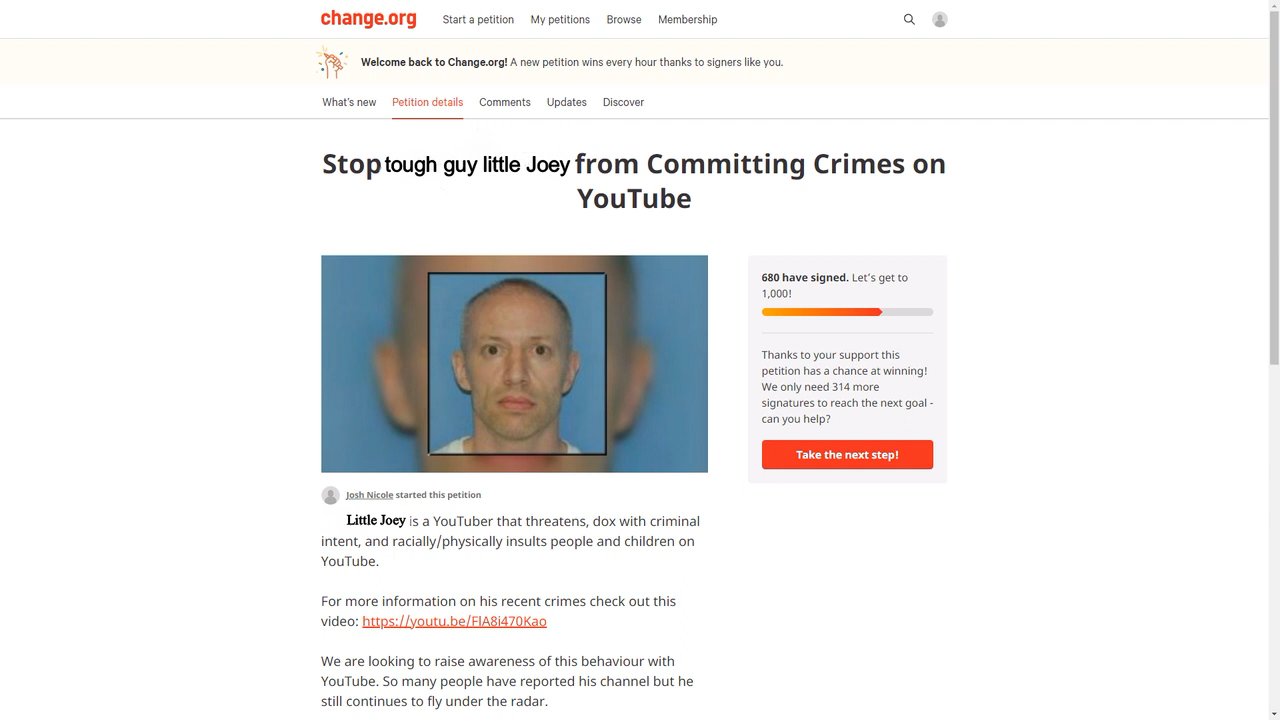 change.org
Start a petition
My petitions
Browse
Membership
Welcome back to Change.org! A new petition wins every hour thanks to signers like you.
What's new
Petition details
Comments
Updates
Discover
Stop tough guy little Joey from Committing Crimes on
YouTube
680 have signed. Let's get to
1,000!
Thanks to your support this
petition has a chance at winning!
We only need 314 more
signatures to reach the next goal -
can you help?
Take the next step!
Josh Nicole started this petition
Little Joey is a YouTuber that threatens, dox with criminal
intent, and racially/physically insults people and children on
YouTube.
For more information on his recent crimes check out this
video: https://youtu.be/FlA8i470Kao
We are looking to raise awareness of this behaviour with
YouTube. So many people have reported his channel but he
still continues to fly under the radar.